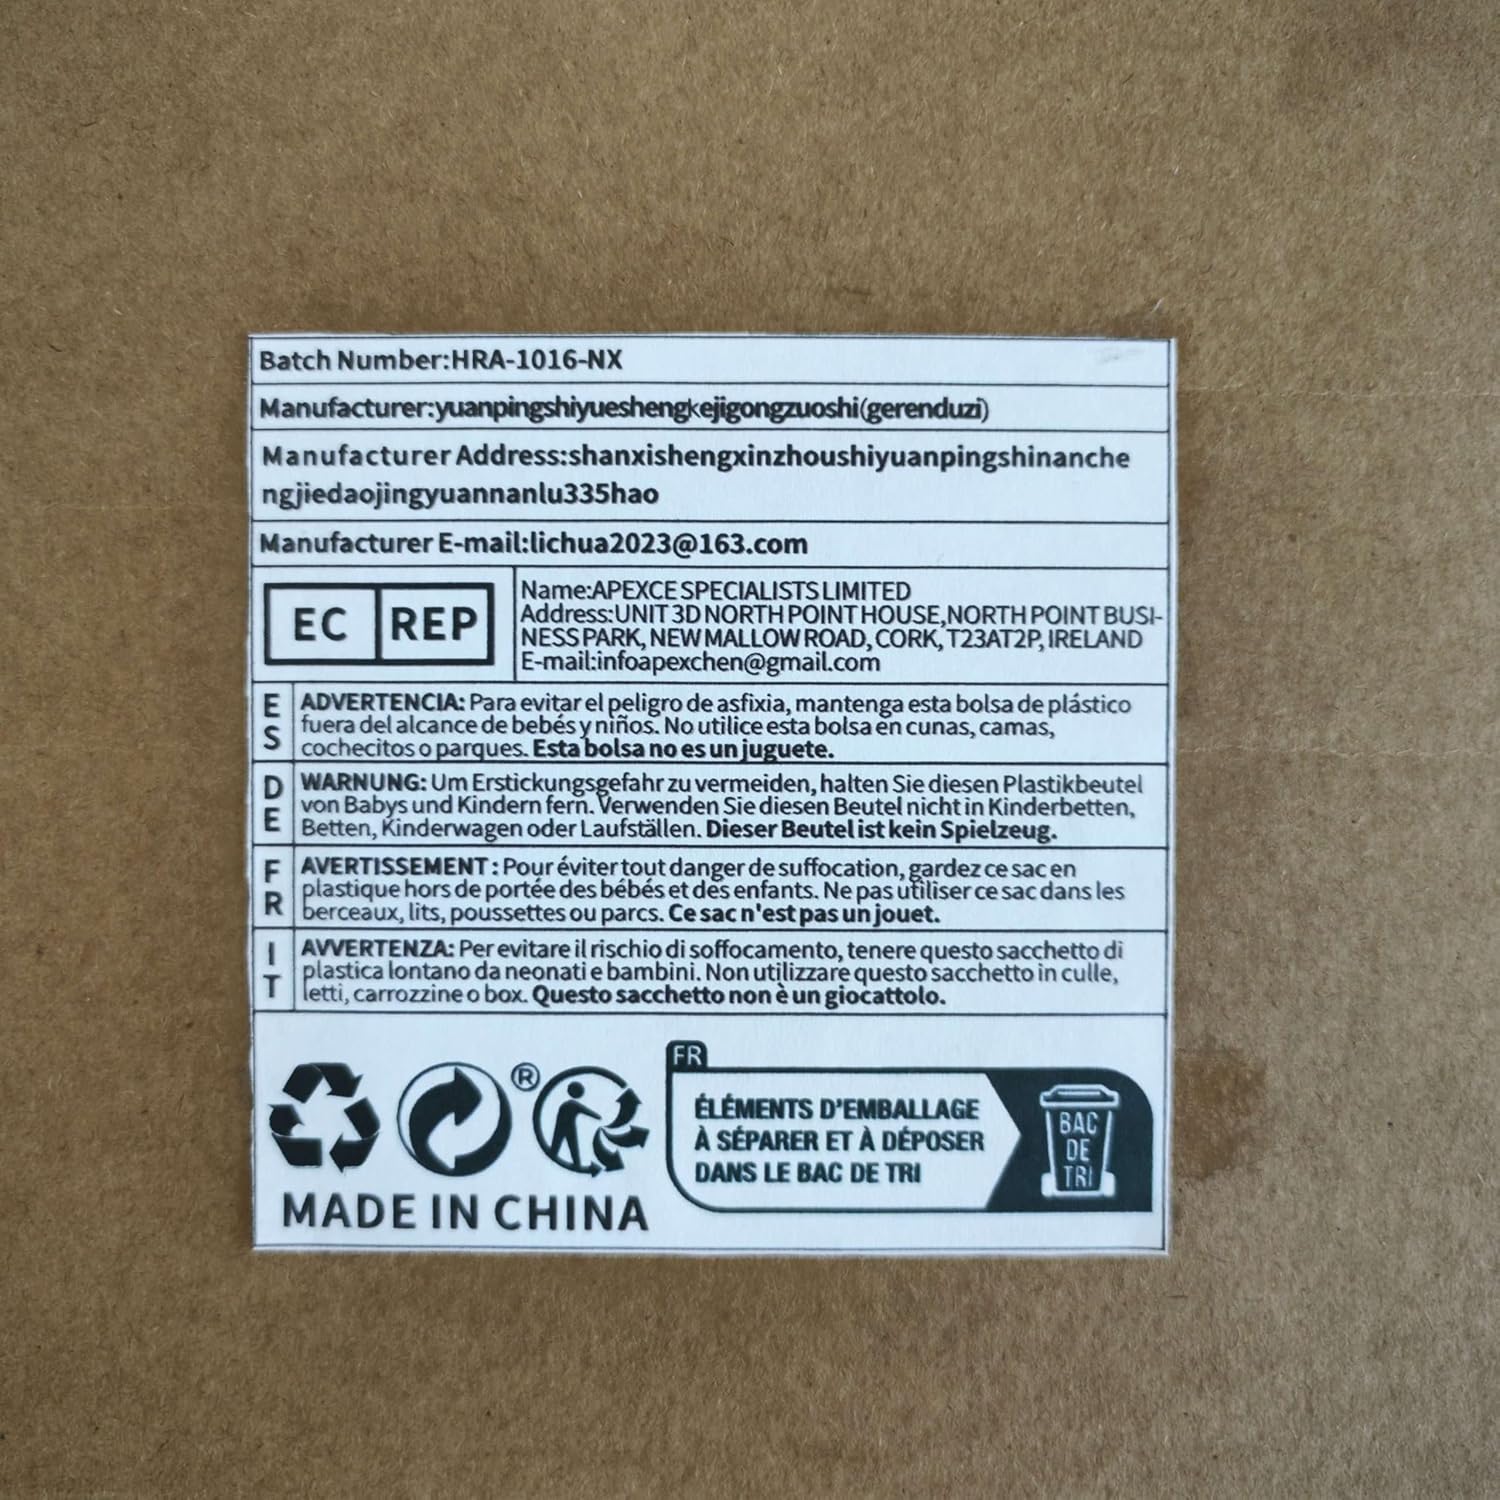 Batch Number:HRA-1016-NX
Manufacturer:yuanpingshiyueshengkejigongzuoshi(gerenduzi)
Manufacturer Address:shanxishengxinzhoushiyuanpingshinanche
ngjiedaojingyuannanlu335hao
Manufacturer E-mail:lichua2023@163.com
EC REP
Name:APEXCE SPECIALISTS LIMITED
Address:UNIT 3D NORTH POINT HOUSE,NORTH POINT BUSI-
NESS PARK, NEW MALLOW ROAD, CORK, T23AT2P, IRELAND
E-mail:infoapexchen@gmail.com
ES
ADVERTENCIA: Para evitar el peligro de asfixia, mantenga esta bolsa de plástico
fuera del alcance de bebés y niños. No utilice esta bolsa en cunas, camas,
cochecitos o parques. Esta bolsa no es un juguete.
DE
WARNUNG: Um Erstickungsgefahr zu vermeiden, halten Sie diesen Plastikbeutel
von Babys und Kindern fern. Verwenden Sie diesen Beutel nicht in Kinderbetten,
Betten, Kinderwagen oder Laufställen. Dieser Beutel ist kein Spielzeug.
FR
AVERTISSEMENT : Pour éviter tout danger de suffocation, gardez ce sac en
plastique hors de portée des bébés et des enfants. Ne pas utiliser ce sac dans les
berceaux, lits, poussettes ou parcs. Ce sac n'est pas un jouet.
IT
AVVERTENZA: Per evitare il rischio di soffocamento, tenere questo sacchetto di
plastica lontano da neonati e bambini. Non utilizzare questo sacchetto in culle,
letti, carrozzine o box. Questo sacchetto non è un giocattolo.
®
MADE IN CHINA
FR
ÉLÉMENTS D'EMBALLAGE
À SÉPARER ET À DÉPOSER
DANS LE BAC DE TRI
BAC
DE
TRI